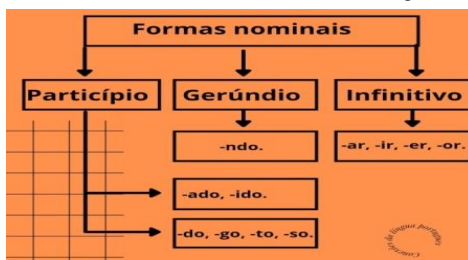 Formas nominais
Particípio
Gerúndio
Infinitivo
-ndo.
-ar, -ir, -er, -or.
-ado, -ido.
-do, -go, -to, -so.